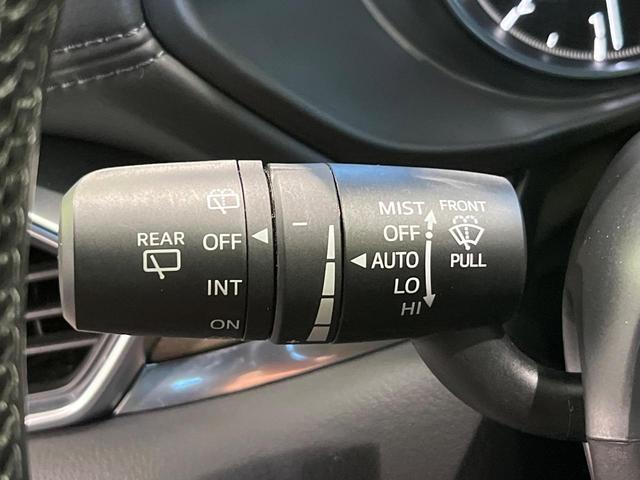 REAR
OFF
INT
ON
−
MIST
OFF
AUTO
LO
HI
FRONT
PULL